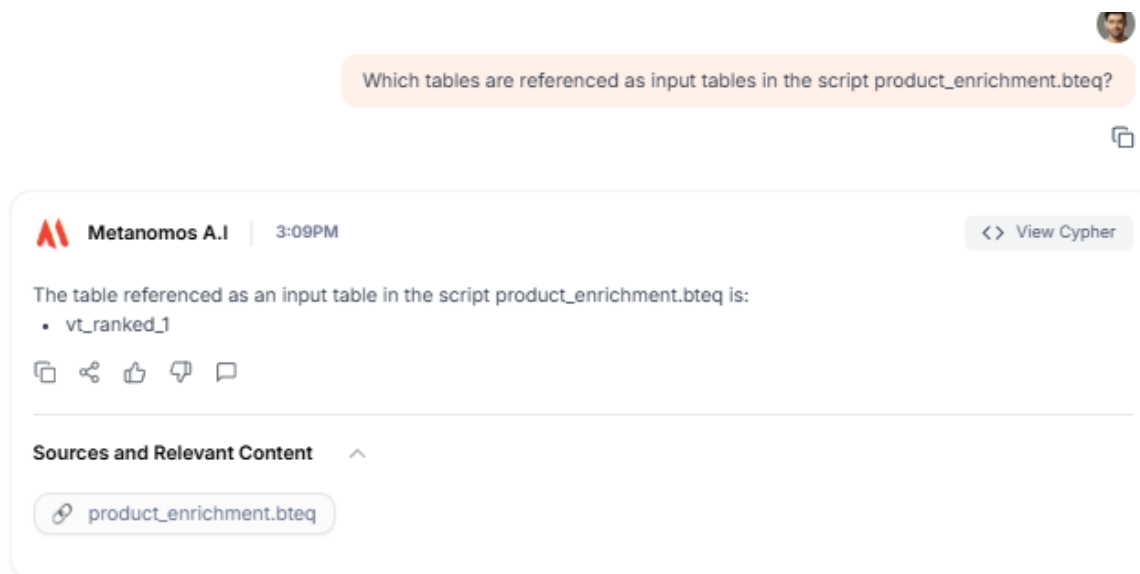 Which tables are referenced as input tables in the script product_enrichment.bteq?
Metanomos A.I
3:09PM
<> View Cypher
The table referenced as an input table in the script product_enrichment.bteq is:
• vt_ranked_1
Sources and Relevant Content
product_enrichment.bteq